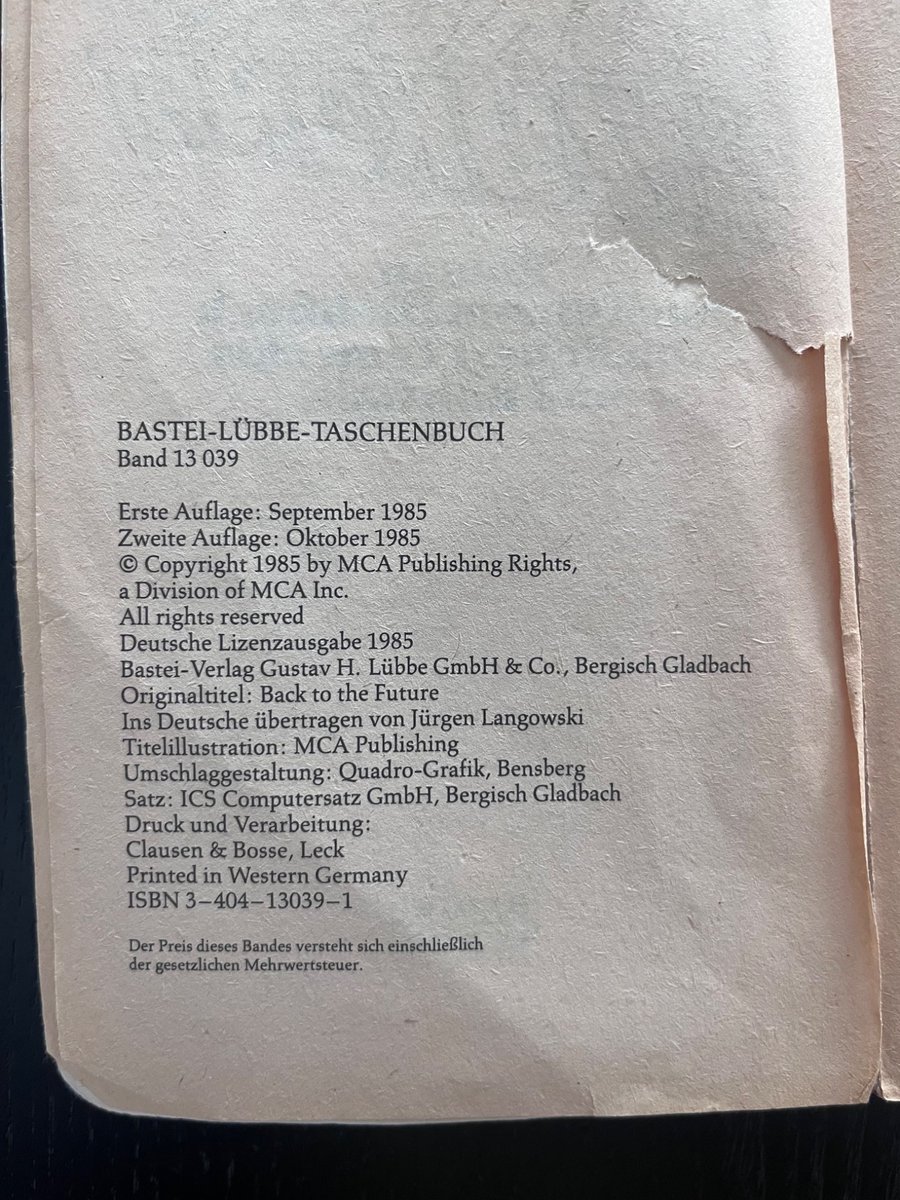 BASTEI-LÜBBE-TASCHENBUCH
Band 13 039
Erste Auflage: September 1985
Zweite Auflage: Oktober 1985
© Copyright 1985 by MCA Publishing Rights,
a Division of MCA Inc.
All rights reserved
Deutsche Lizenzausgabe 1985
Bastei-Verlag Gustav H. Lübbe GmbH & Co., Bergisch Gladbach
Originaltitel: Back to the Future
Ins Deutsche übertragen von Jürgen Langowski
Titelillustration: MCA Publishing
Umschlaggestaltung: Quadro-Grafik, Bensberg
Satz: ICS Computersatz GmbH, Bergisch Gladbach
Druck und Verarbeitung:
Clausen & Bosse, Leck
Printed in Western Germany
ISBN 3–404–13039–1
Der Preis dieses Bandes versteht sich einschließlich
der gesetzlichen Mehrwertsteuer.